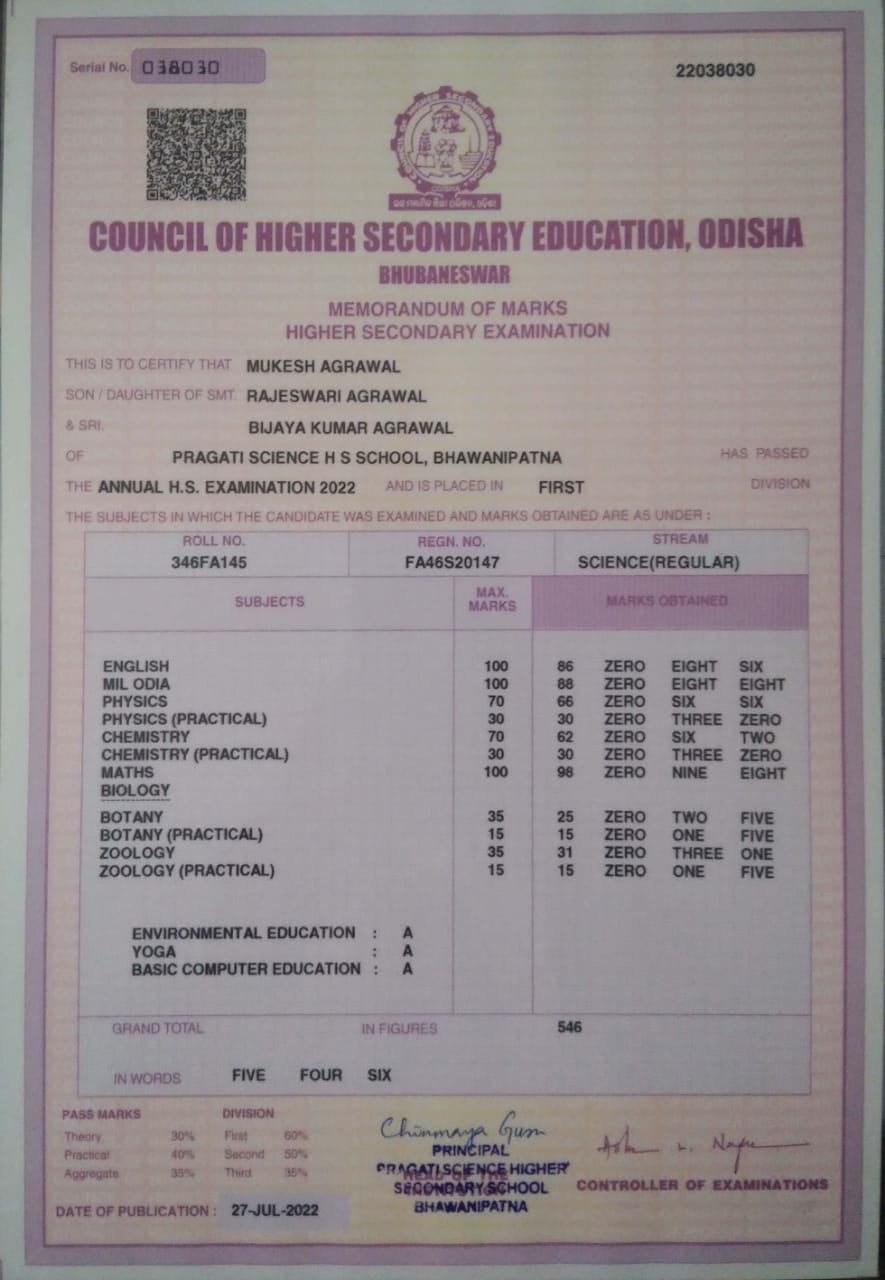 Serial No. 038030
22038030
COUNCIL OF HIGHER SECONDARY EDUCATION
ODISHA
COUNCIL OF HIGHER SECONDARY EDUCATION, ODISHA
BHUBANESWAR
MEMORANDUM OF MARKS
HIGHER SECONDARY EXAMINATION
THIS IS TO CERTIFY THAT MUKESH AGRAWAL
SON / DAUGHTER OF SMT. RAJESWARI AGRAWAL
& SRI. BIJAYA KUMAR AGRAWAL
OF PRAGATI SCIENCE H S SCHOOL, BHAWANIPATNA HAS PASSED
THE ANNUAL H.S. EXAMINATION 2022 AND IS PLACED IN FIRST DIVISION
THE SUBJECTS IN WHICH THE CANDIDATE WAS EXAMINED AND MARKS OBTAINED ARE AS UNDER :
ROLL NO. REGN. NO. STREAM
346FA145 FA46S20147 SCIENCE(REGULAR)
SUBJECTS MAX. MARKS MARKS OBTAINED
ENGLISH 100 86 ZERO EIGHT SIX
MIL ODIA 100 88 ZERO EIGHT EIGHT
PHYSICS 70 66 ZERO SIX SIX
PHYSICS (PRACTICAL) 30 30 ZERO THREE ZERO
CHEMISTRY 70 62 ZERO SIX TWO
CHEMISTRY (PRACTICAL) 30 30 ZERO THREE ZERO
MATHS 100 98 ZERO NINE EIGHT
BIOLOGY
BOTANY 35 25 ZERO TWO FIVE
BOTANY (PRACTICAL) 15 15 ZERO ONE FIVE
ZOOLOGY 35 31 ZERO THREE ONE
ZOOLOGY (PRACTICAL) 15 15 ZERO ONE FIVE
ENVIRONMENTAL EDUCATION : A
YOGA : A
BASIC COMPUTER EDUCATION : A
GRAND TOTAL IN FIGURES 546
IN WORDS FIVE FOUR SIX
PASS MARKS DIVISION
Theory 30% First 60%
Practical 40% Second 50%
Aggregate 35% Third 35%
DATE OF PUBLICATION : 27-JUL-2022
Chinmaya
PRINCIPAL
PRAGATI SCIENCE HIGHER
HEAD OF THE
SECONDARY SCHOOL
BHAWANIPATNA
CONTROLLER OF EXAMINATIONS